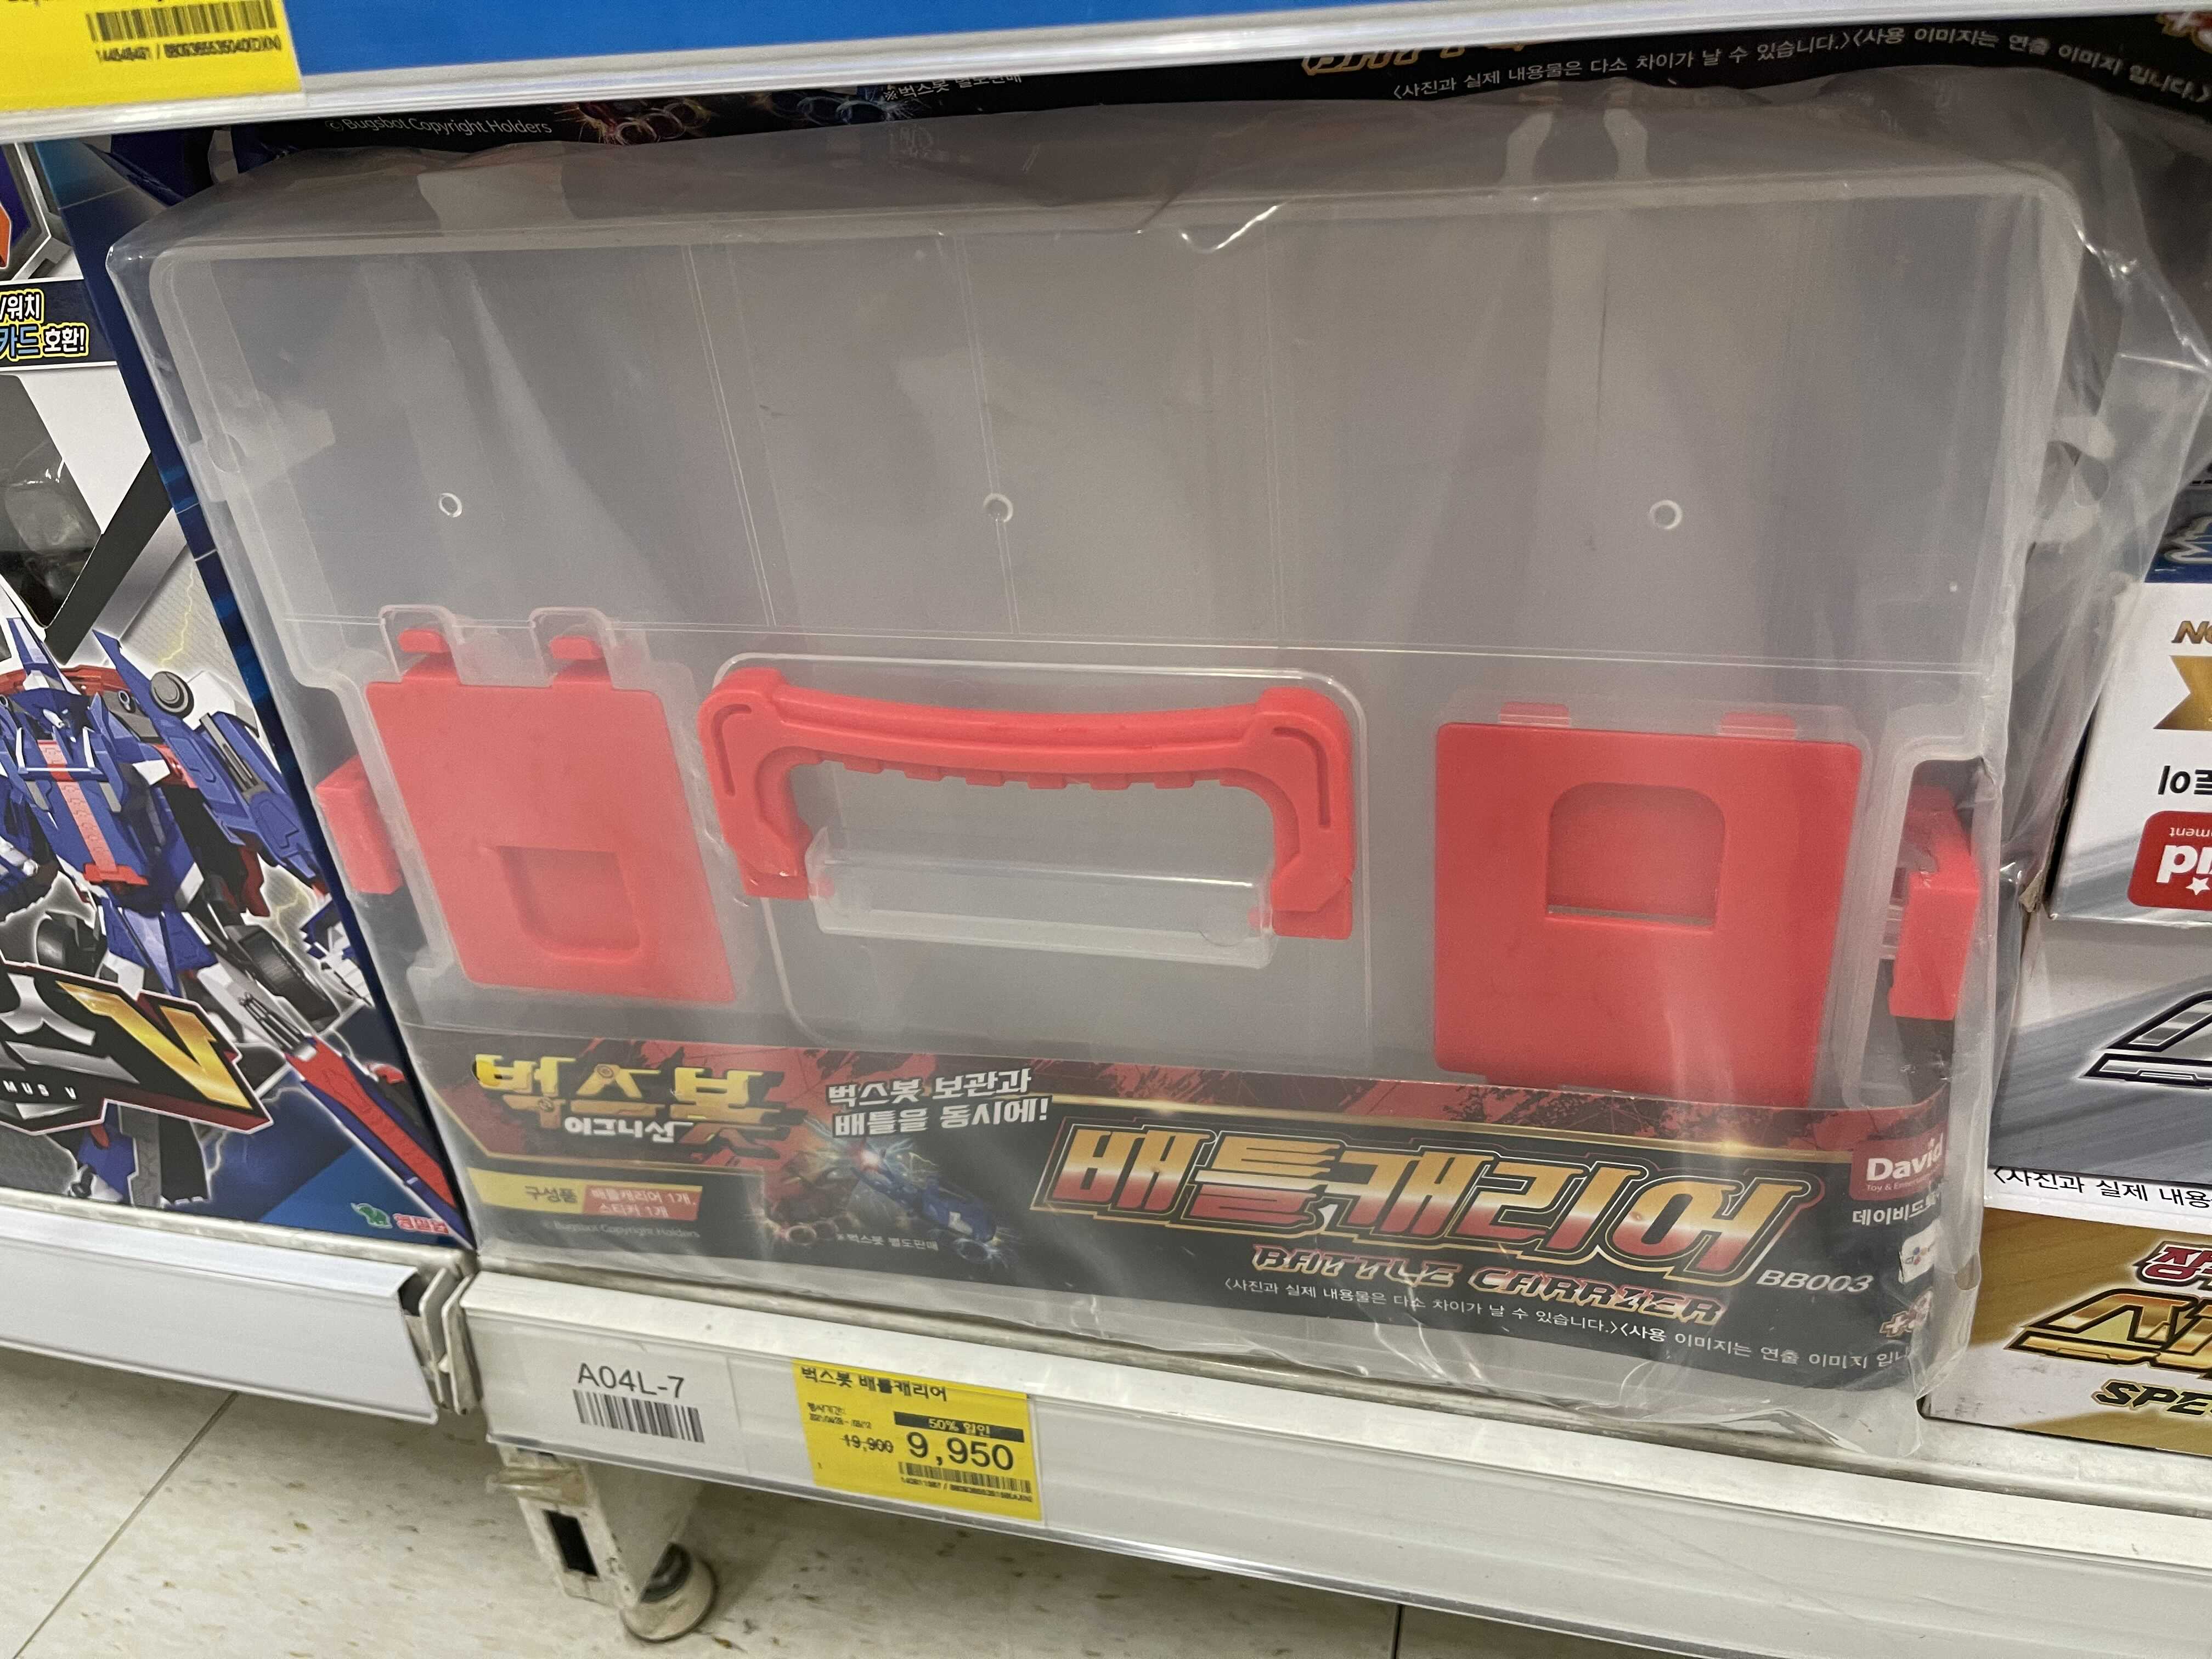 © Bugsbot Copyright Holders
※벅스봇 별도판매
<사진과 실제 내용물은 다소 차이가 날 수 있습니다.><사용 이미지는 연출 이미지 입니다.>
/워치
카드 호환!
MUS V
벅스봇
이그니션
벅스봇 보관과
배틀을 동시에!
구성품
배틀캐리어 1개,
스티커 1개
© Bugsbot Copyright Holders
※벅스봇 별도판매
배틀캐리어
BATTLE CARRIER
BB003
<사진과 실제 내용물은 다소 차이가 날 수 있습니다.><사용 이미지는 연출 이미지 입니
David
Toy & Entertainment
데이비드토이
<사진과 실제 내용
SPE
A04L-7
벅스봇 배틀캐리어
행사기간:
50% 할인
19,900
9,950